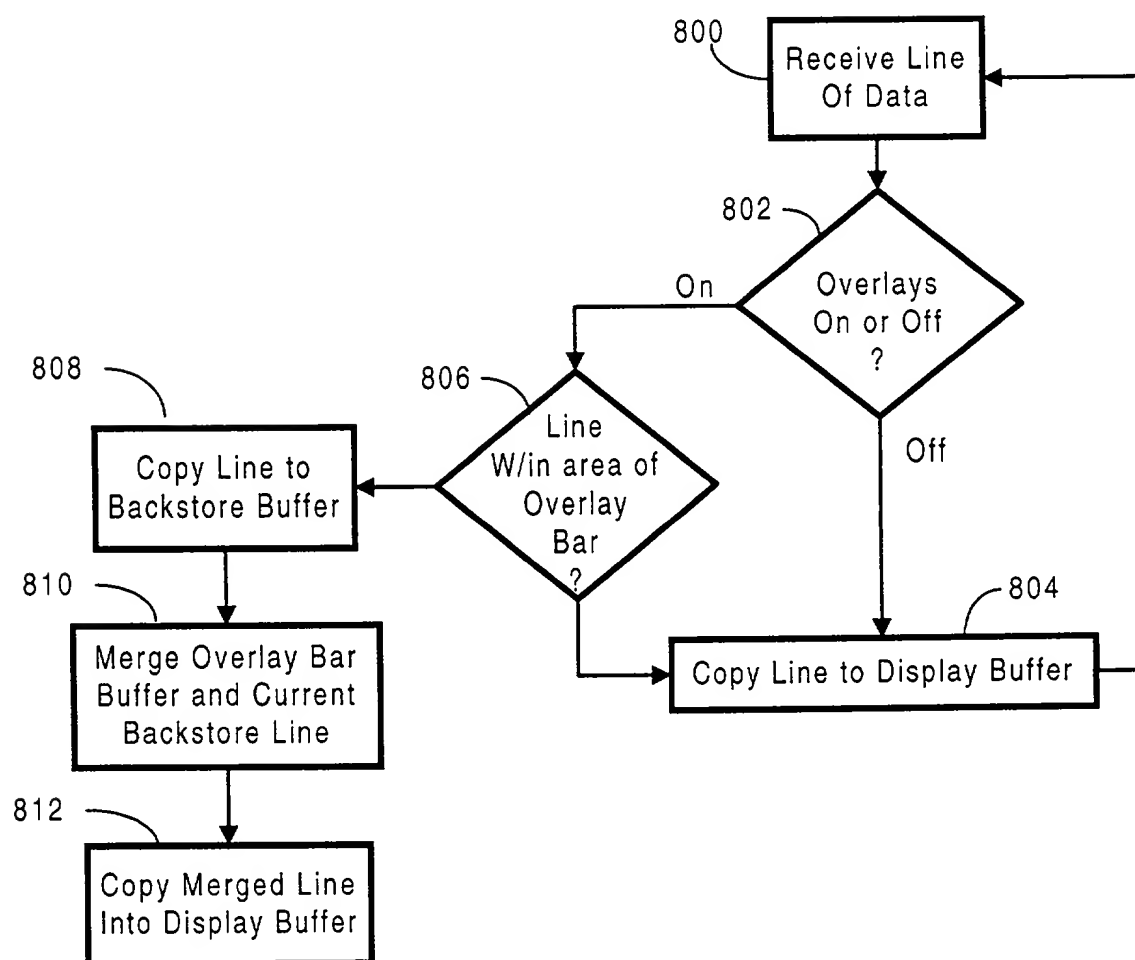 800
Receive Line
Of Data
802
On
Overlays
On or Off
?
Off
806
Line
W/in area of
Overlay
Bar
?
808
Copy Line to
Backstore Buffer
804
Copy Line to Display Buffer
810
Merge Overlay Bar
Buffer and Current
Backstore Line
812
Copy Merged Line
Into Display Buffer